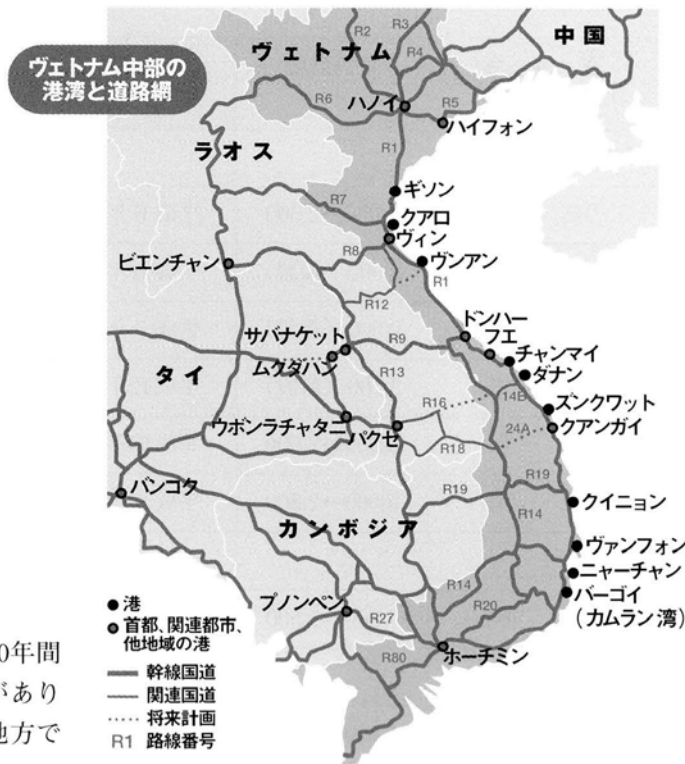 ヴェトナム中部の
港湾と道路網
中国
ヴェトナム
R2
R3
R4
R6
ハノイ
R5
ハイフォン
ラオス
R1
ギソン
R7
クアロ
ヴィン
R8
ビエンチャン
ヴンアン
R1
R12
ドンハー
サバナケット
フエ
R9
チャンマイ
ムクダハン
タイ
R13
ダナン
14B
R16
ズンクワット
ウボンラチャタニ
パクセ
24A
クアンガイ
R18
R19
R19
バンコク
クイニョン
カンボジア
R14
ヴァンフォン
ニャーチャン
R14
プノンペン
R20
バーゴイ
(カムラン湾)
R27
R80
ホーチミン
●港
首都、関連都市、
他地域の港
幹線国道
関連国道
将来計画
R1 路線番号
0年間
があり
地方で